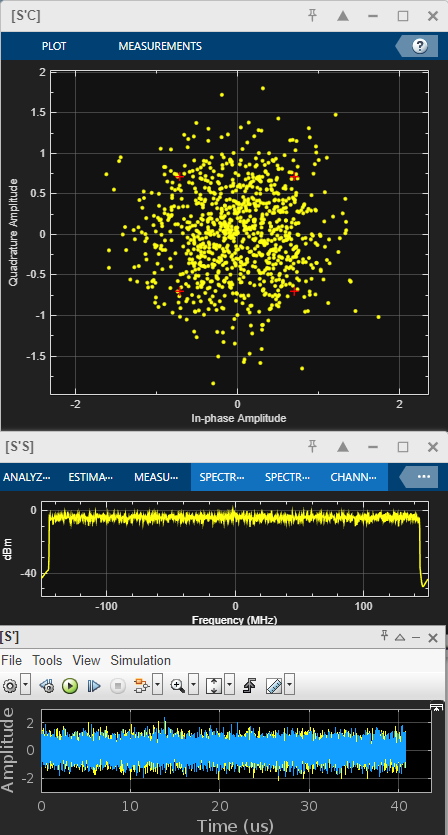 [S'C]
PLOT MEASUREMENTS
?
2
1.5
1
0.5
0
-0.5
-1
-1.5
Quadrature Amplitude
-2 0 2
In-phase Amplitude
[S'S]
ANALYZ... ESTIMA... MEASU... SPECTR... SPECTR... CHANN... ...
0
-40
dBm
-100 0 100
Frequency (MHz)
[S']
File Tools View Simulation
2
0
-2
Amplitude
0 10 20 30 40
Time (us)